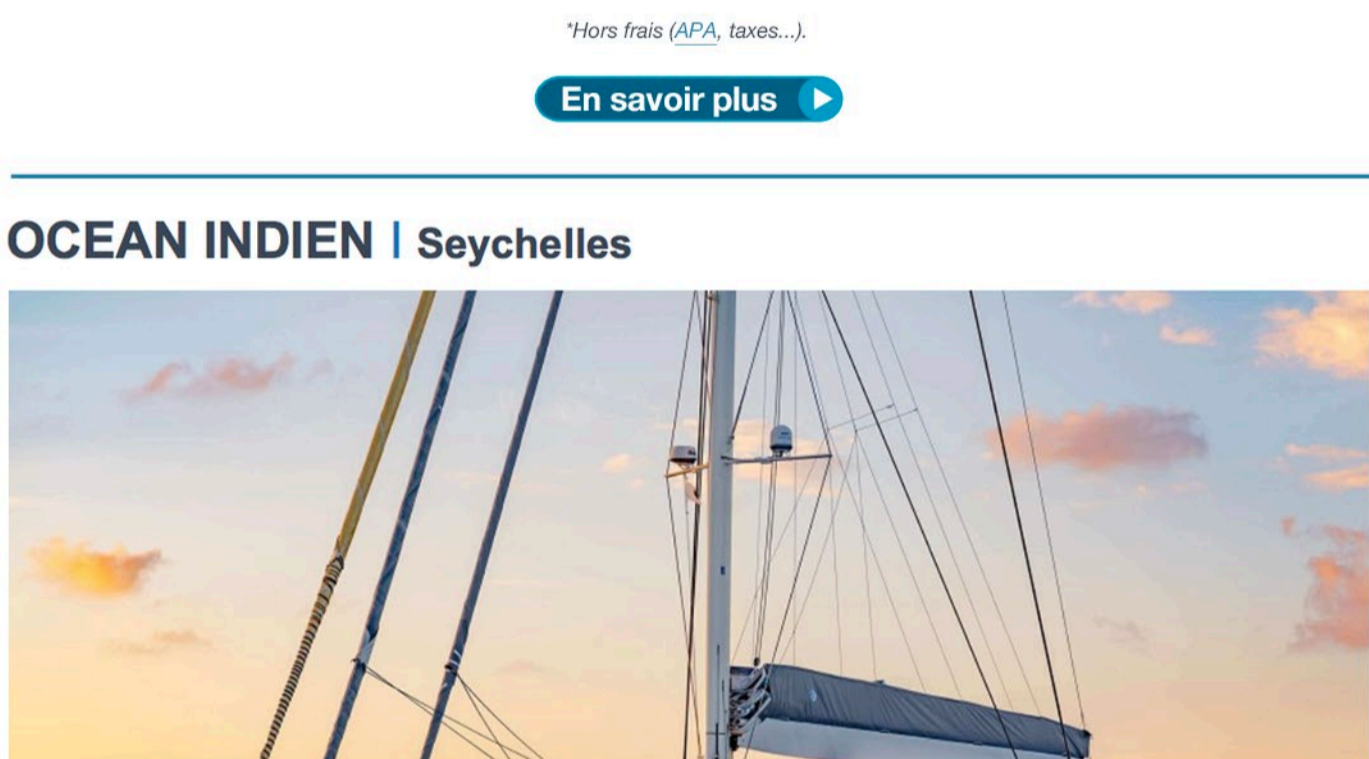 *Hors frais (APA, taxes...).
En savoir plus
OCEAN INDIEN | Seychelles